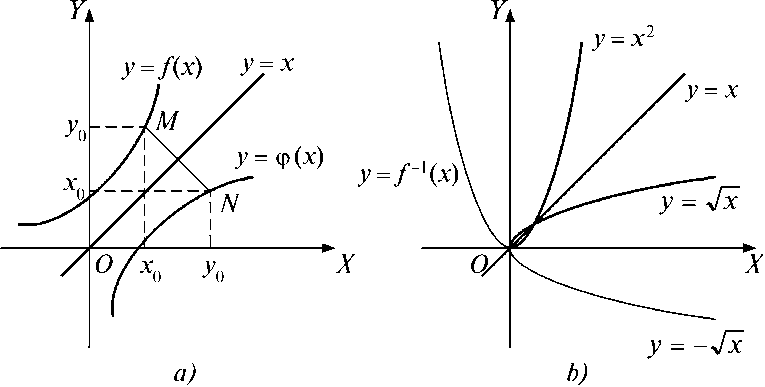 Y
y = f(x)
y = x
y₀
M
y = φ(x)
x₀
N
O
x₀
y₀
X
a)
Y
y = x²
y = x
y = f⁻¹(x)
y = √x
O
X
y = −√x
b)